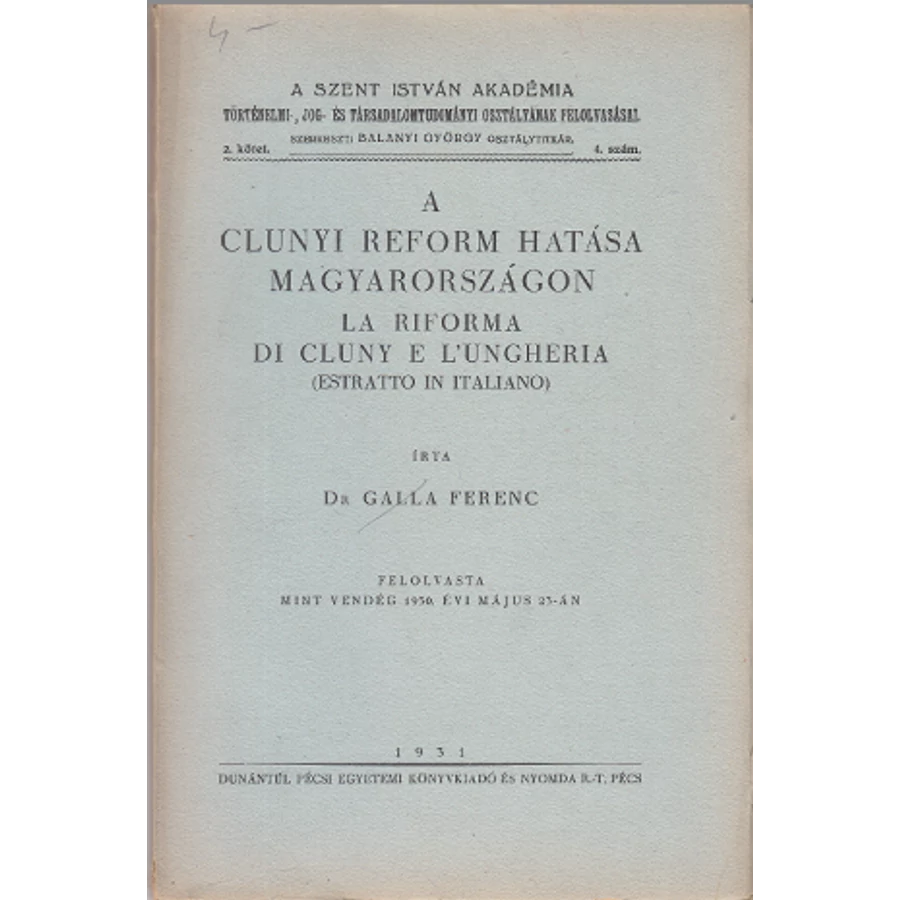 4 –
A SZENT ISTVÁN AKADÉMIA
TÖRTÉNELMI-, JOG- ÉS TÁRSADALOMTUDOMÁNYI OSZTÁLYÁNAK FELOLVASÁSAI.
SZERKESZTI BALANYI GYÖRGY OSZTÁLYTITKÁR.
2. kötet. 4. szám.
A
CLUNYI REFORM HATÁSA
MAGYARORSZÁGON
LA RIFORMA
DI CLUNY E L'UNGHERIA
(ESTRATTO IN ITALIANO)
ÍRTA
DR GALLA FERENC
FELOLVASTA
MINT VENDÉG 1930. ÉVI MÁJUS 23-ÁN
1931
DUNÁNTÚL PÉCSI EGYETEMI KÖNYVKIADÓ ÉS NYOMDA R.-T. PÉCS